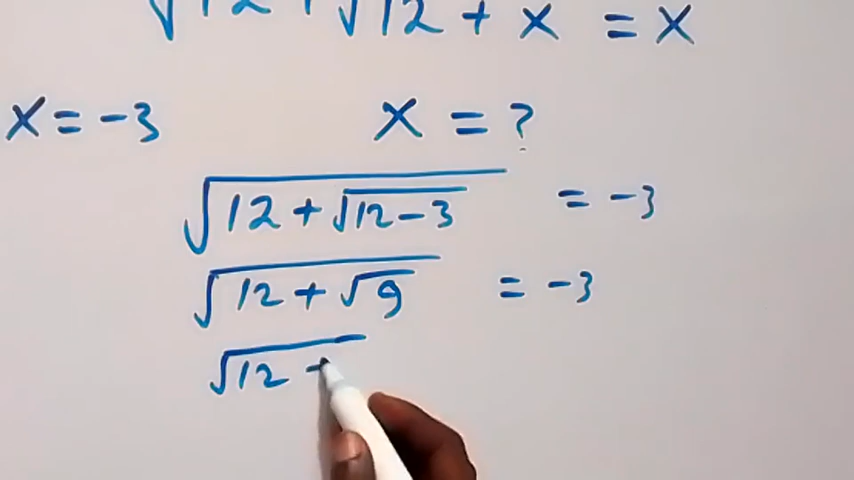 √12 + √12 + x = x
x = -3 x = ?
√12 + √12 - 3 = -3
√12 + √9 = -3
√12 +